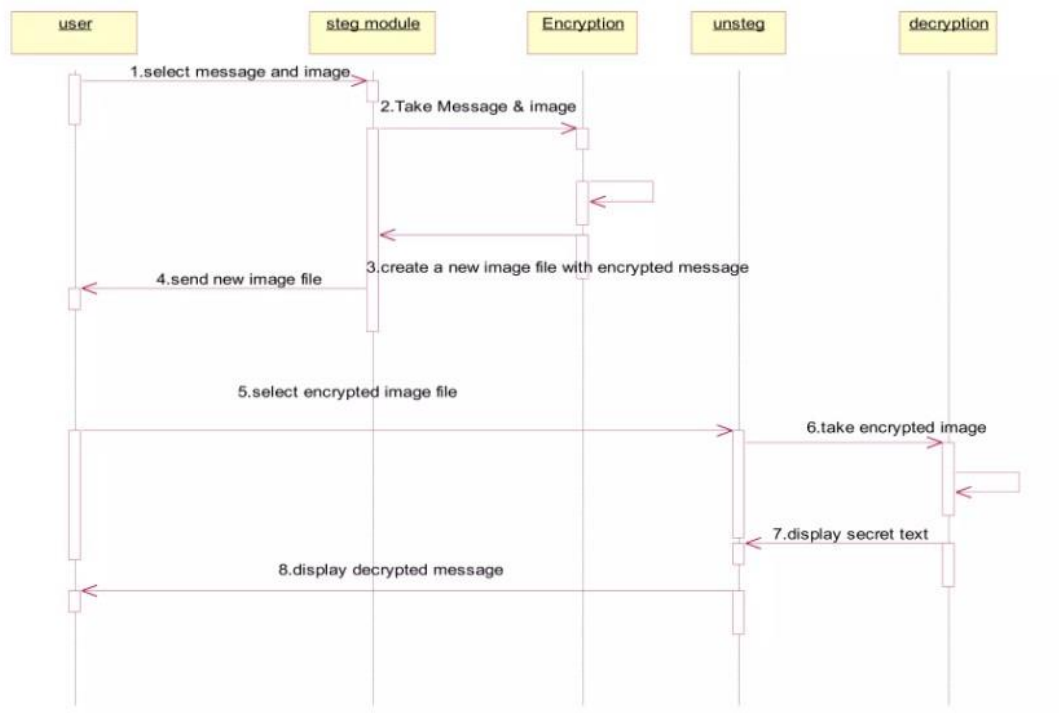 user
steg module
Encryption
unsteg
decryption
1.select message and image
2.Take Message & image
3.create a new image file with encrypted message
4.send new image file
5.select encrypted image file
6.take encrypted image
7.display secret text
8.display decrypted message